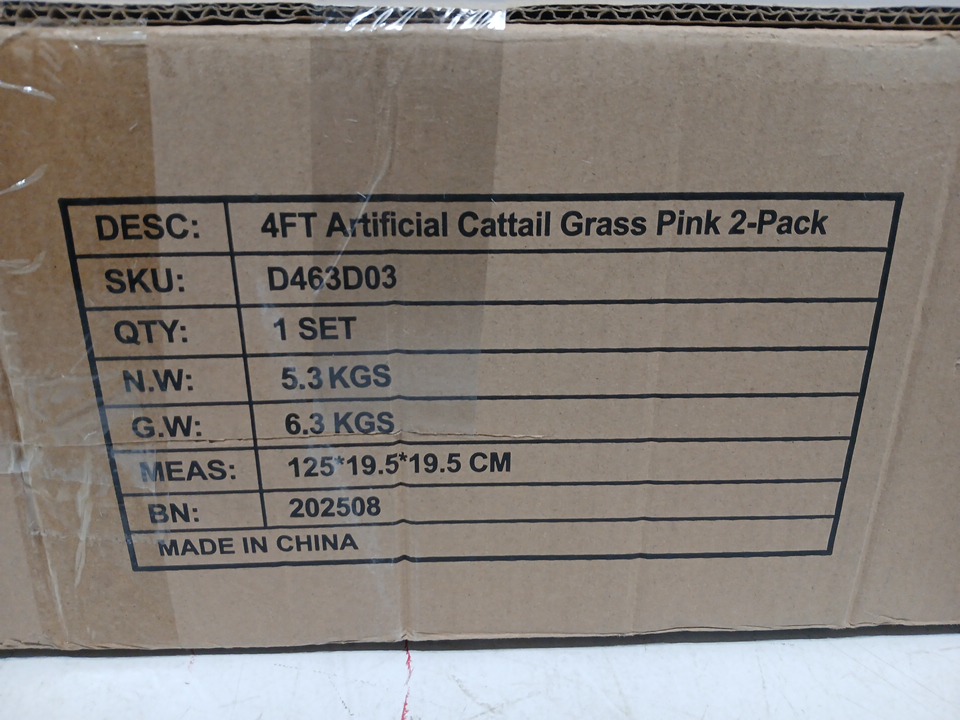 DESC: 4FT Artificial Cattail Grass Pink 2-Pack
SKU: D463D03
QTY: 1 SET
N.W: 5.3 KGS
G.W: 6.3 KGS
MEAS: 125*19.5*19.5 CM
BN: 202508
MADE IN CHINA